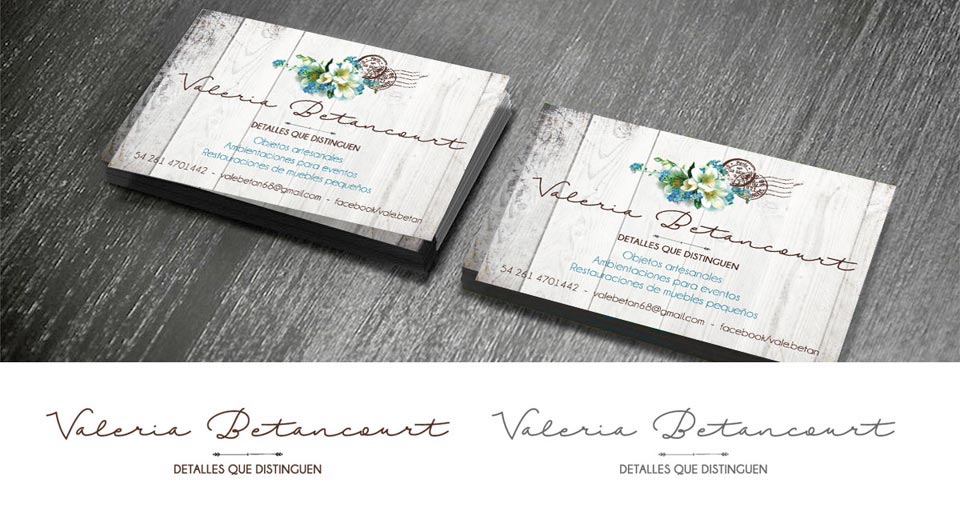 Valeria Betancourt
DETALLES QUE DISTINGUEN
Objetos artesanales
Ambientaciones para eventos
Restauraciones de muebles pequeños
54 261 4701442 - valebetan68@gmail.com - facebook/vale.betan
Valeria Betancourt
DETALLES QUE DISTINGUEN
Objetos artesanales
Ambientaciones para eventos
Restauraciones de muebles pequeños
54 261 4701442 - valebetan68@gmail.com - facebook/vale.betan
Valeria Betancourt
DETALLES QUE DISTINGUEN
Valeria Betancourt
DETALLES QUE DISTINGUEN